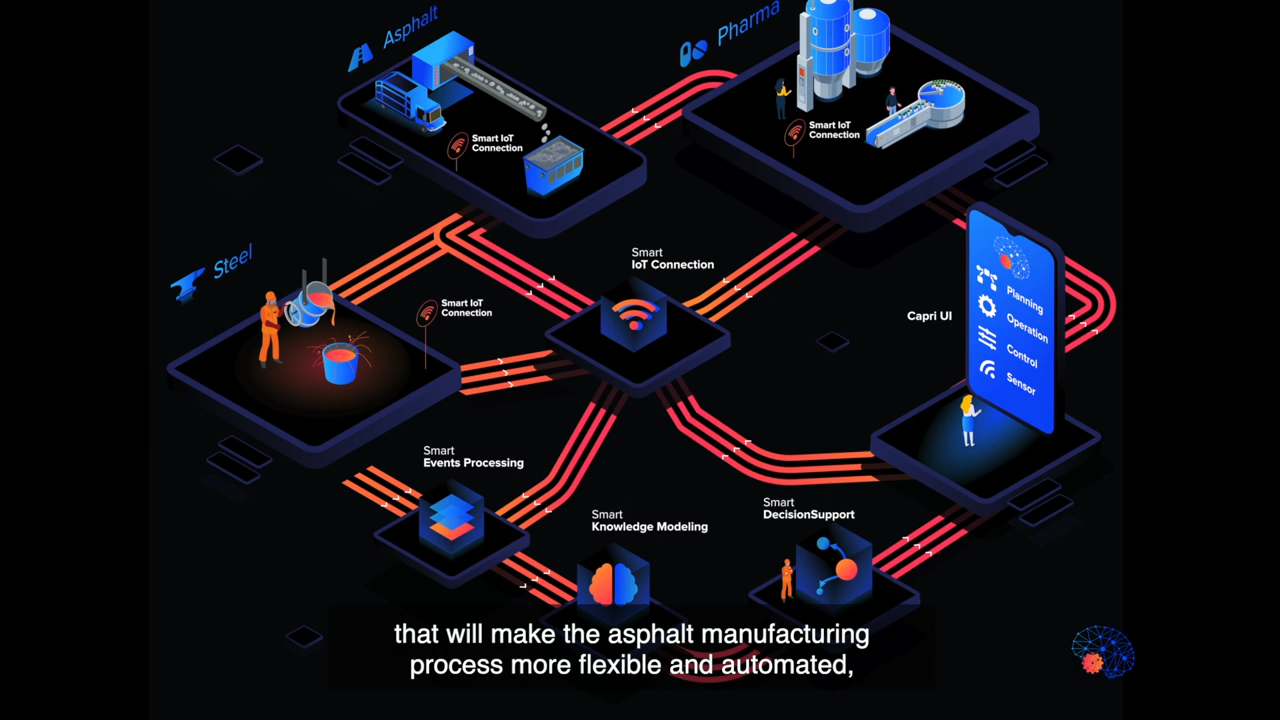 Asphalt
Pharma
Smart IoT
Connection
Smart IoT
Connection
Steel
Smart
IoT Connection
Smart IoT
Connection
Capri UI
Planning
Operation
Control
Sensor
Smart
Events Processing
Smart
Knowledge Modeling
Smart
DecisionSupport
that will make the asphalt manufacturing
process more flexible and automated,